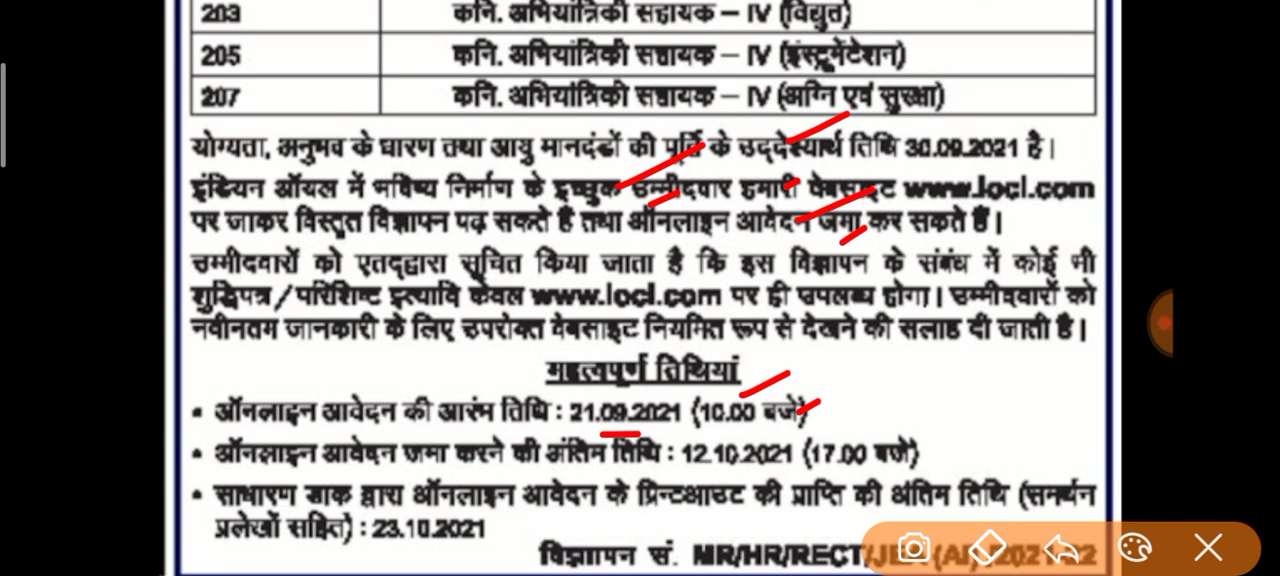 203 कनि. अभियांत्रिकी सहायक – IV (विद्युत)
205 कनि. अभियांत्रिकी सहायक – IV (इंस्ट्रूमेंटेशन)
207 कनि. अभियांत्रिकी सहायक – IV (अग्नि एवं सुरक्षा)
योग्यता, अनुभव के धारण तथा आयु मानदंडों की पूर्ति के उद्देश्यार्थ तिथि 30.09.2021 है।
इंडियन ऑयल में भविष्य निर्माण के इच्छुक उम्मीदवार हमारी वेबसाइट www.iocl.com
पर जाकर विस्तृत विज्ञापन पढ़ सकते हैं तथा ऑनलाइन आवेदन जमा कर सकते हैं।
उम्मीदवारों को एतद्द्वारा सूचित किया जाता है कि इस विज्ञापन के संबंध में कोई भी
शुद्धिपत्र/परिशिष्ट इत्यादि केवल www.iocl.com पर ही उपलब्ध होगा। उम्मीदवारों को
नवीनतम जानकारी के लिए उपरोक्त वेबसाइट नियमित रूप से देखने की सलाह दी जाती है।
महत्वपूर्ण तिथियां
• ऑनलाइन आवेदन की आरंभ तिथि : 21.09.2021 (10.00 बजे)
• ऑनलाइन आवेदन जमा करने की अंतिम तिथि : 12.10.2021 (17.00 बजे)
• साधारण डाक द्वारा ऑनलाइन आवेदन के प्रिन्टआउट की प्राप्ति की अंतिम तिथि (समर्थन
प्रलेखों सहित) : 23.10.2021
विज्ञापन सं. MR/HR/RECT/